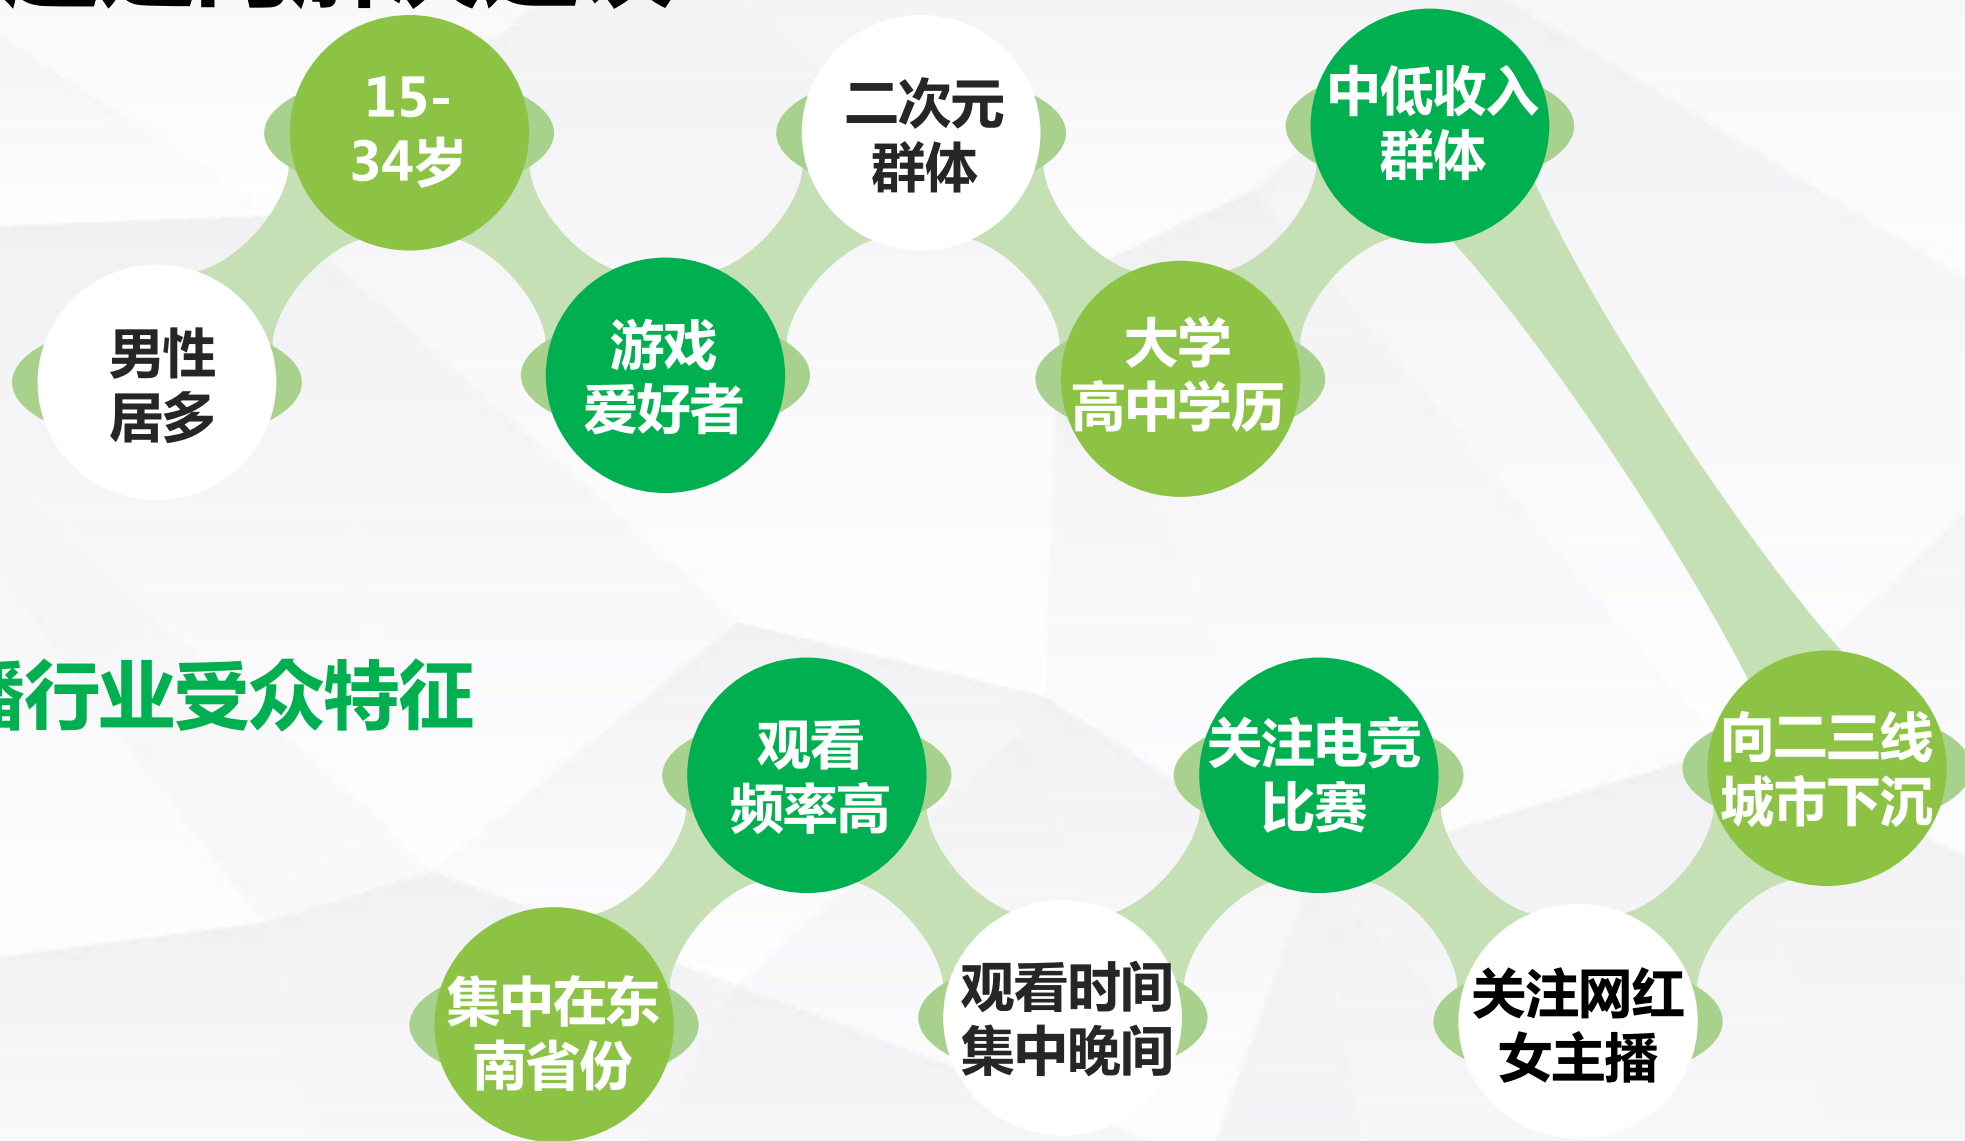 15-
34岁
二次元
群体
中低收入
群体
男性
居多
游戏
爱好者
大学
高中学历
播行业受众特征
观看
频率高
关注电竞
比赛
向二三线
城市下沉
集中在东
南省份
观看时间
集中晚间
关注网红
女主播